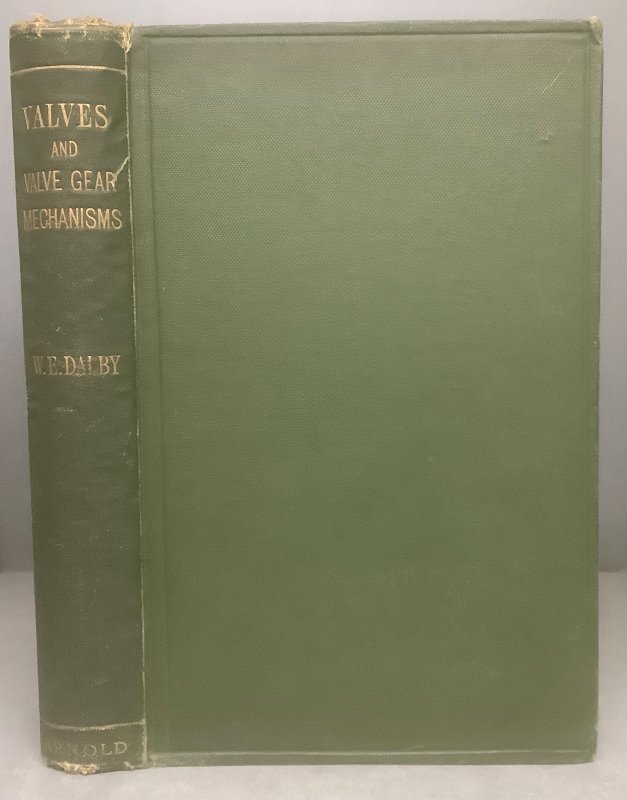 VALVES
AND
VALVE GEAR
MECHANISMS
W. E. DALBY
ARNOLD